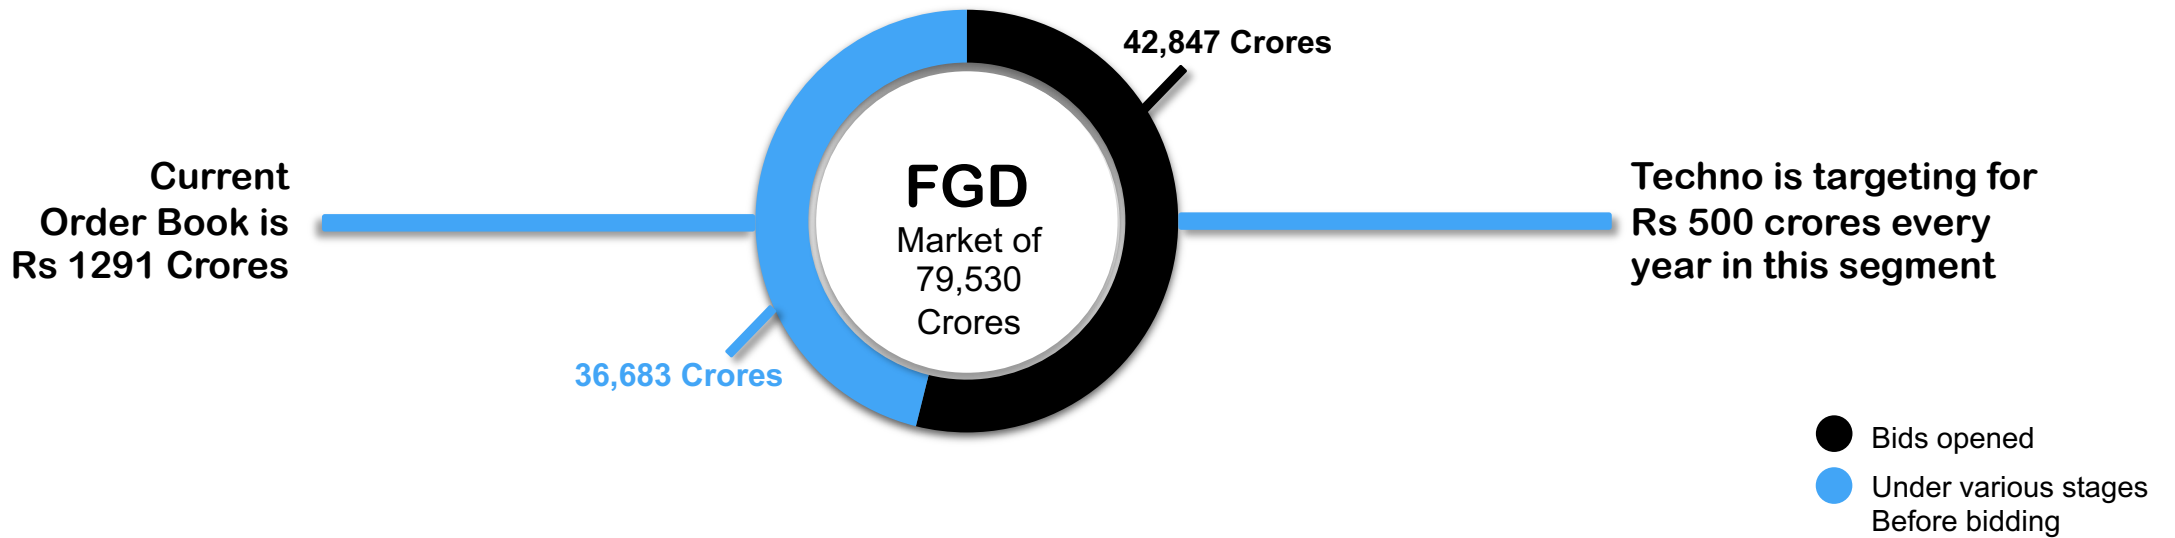 42,847 Crores
Current
Order Book is
Rs 1291 Crores
FGD
Market of
79,530
Crores
Techno is targeting for
Rs 500 crores every
year in this segment
36,683 Crores
Bids opened
Under various stages
Before bidding